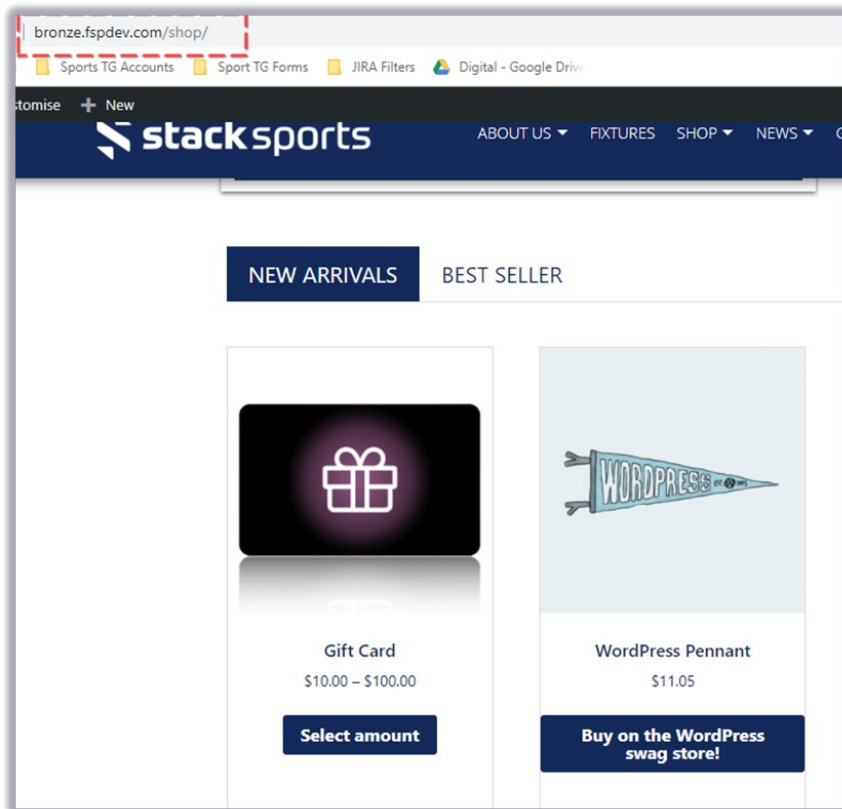 bronze.fspdev.com/shop/
Sports TG Accounts Sport TG Forms JIRA Filters Digital - Google Driv
stomise + New
stacksports ABOUT US FIXTURES SHOP NEWS
NEW ARRIVALS BEST SELLER
WORDPRESS
Gift Card
$10.00 – $100.00
Select amount
WordPress Pennant
$11.05
Buy on the WordPress
swag store!